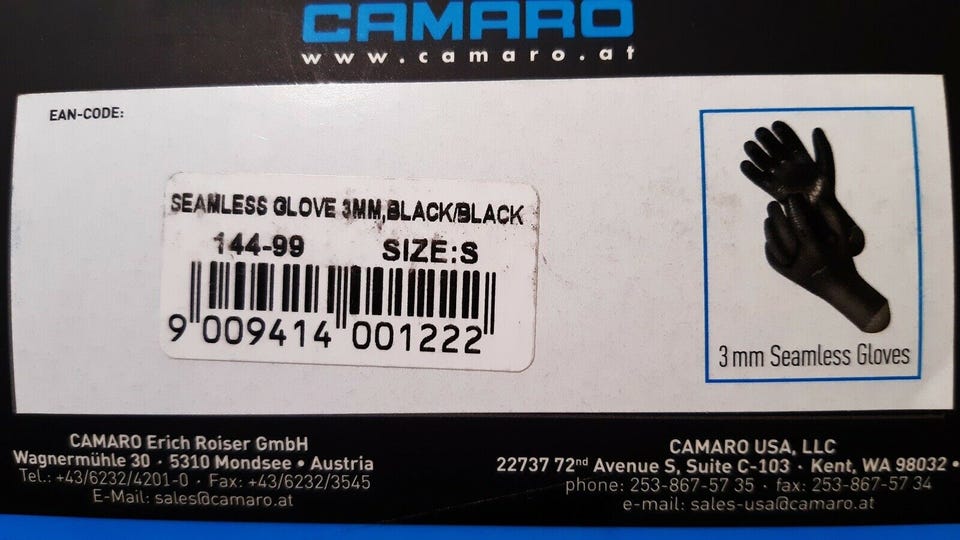 CAMARO
www.camaro.at
EAN-CODE:
SEAMLESS GLOVE 3MM,BLACK/BLACK
144-99 SIZE:S
9 009414 001222
3 mm Seamless Gloves
CAMARO Erich Roiser GmbH
Wagnermühle 30 · 5310 Mondsee • Austria
Tel.: +43/6232/4201-0 · Fax: +43/6232/3545
E-Mail: sales@camaro.at
CAMARO USA, LLC
22737 72nd Avenue S, Suite C-103 · Kent, WA 98032 •
phone: 253-867-57 35 · fax: 253-867-57 34
e-mail: sales-usa@camaro.at